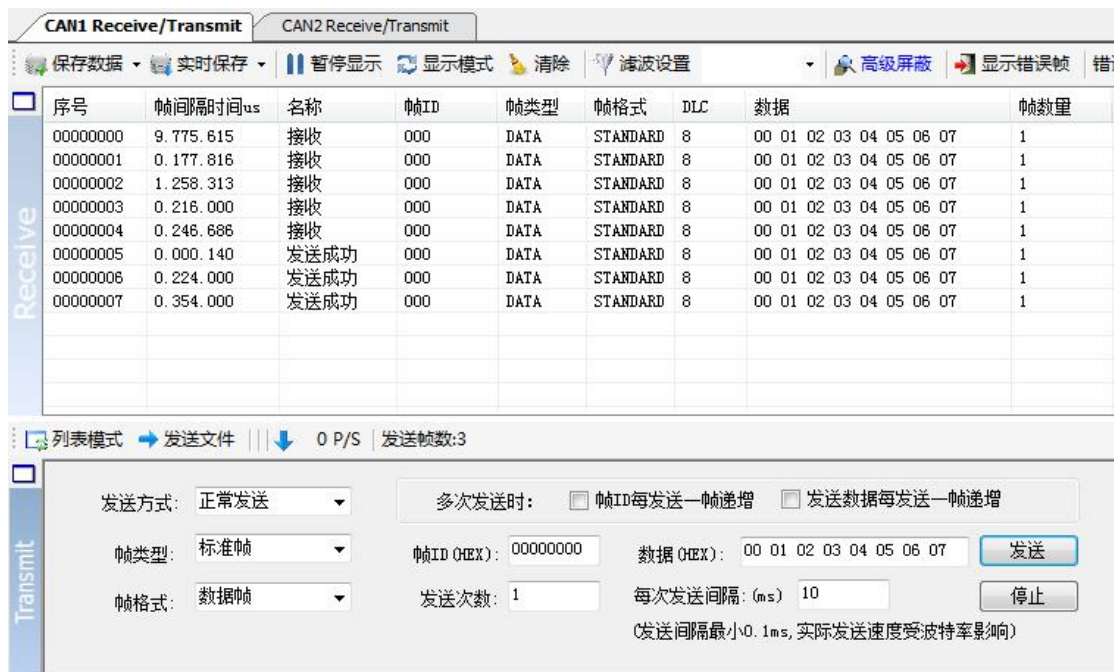 CAN1 Receive/Transmit CAN2 Receive/Transmit
保存数据 实时保存 暂停显示 显示模式 清除 滤波设置 高级屏蔽 显示错误帧
序号 帧间隔时间us 名称 帧ID 帧类型 帧格式 DLC 数据 帧数量
00000000 9.775.615 接收 000 DATA STANDARD 8 00 01 02 03 04 05 06 07 1
00000001 0.177.816 接收 000 DATA STANDARD 8 00 01 02 03 04 05 06 07 1
00000002 1.258.313 接收 000 DATA STANDARD 8 00 01 02 03 04 05 06 07 1
00000003 0.216.000 接收 000 DATA STANDARD 8 00 01 02 03 04 05 06 07 1
00000004 0.246.686 接收 000 DATA STANDARD 8 00 01 02 03 04 05 06 07 1
00000005 0.000.140 发送成功 000 DATA STANDARD 8 00 01 02 03 04 05 06 07 1
00000006 0.224.000 发送成功 000 DATA STANDARD 8 00 01 02 03 04 05 06 07 1
00000007 0.354.000 发送成功 000 DATA STANDARD 8 00 01 02 03 04 05 06 07 1
Receive
列表模式 发送文件 0 P/S 发送帧数:3
发送方式: 正常发送 多次发送时: 帧ID每发送一帧递增 发送数据每发送一帧递增
帧类型: 标准帧 帧ID(HEX): 00000000 数据(HEX): 00 01 02 03 04 05 06 07 发送
帧格式: 数据帧 发送次数: 1 每次发送间隔:(ms) 10 停止
(发送间隔最小0.1ms,实际发送速度受波特率影响)
Transmit